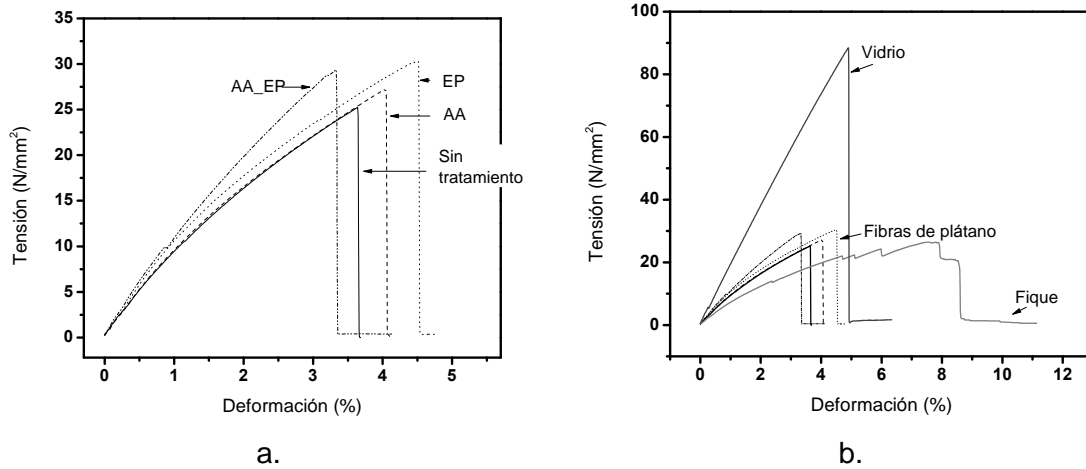 35
30
25
20
15
10
5
0
Tensión (N/mm²)
AA_EP
EP
AA
Sin
tratamiento
0 1 2 3 4 5
Deformación (%)
a.
100
80
60
40
20
0
-10
Tensión (N/mm²)
Vidrio
Fibras de plátano
Fique
0 2 4 6 8 10 12
Deformación (%)
b.